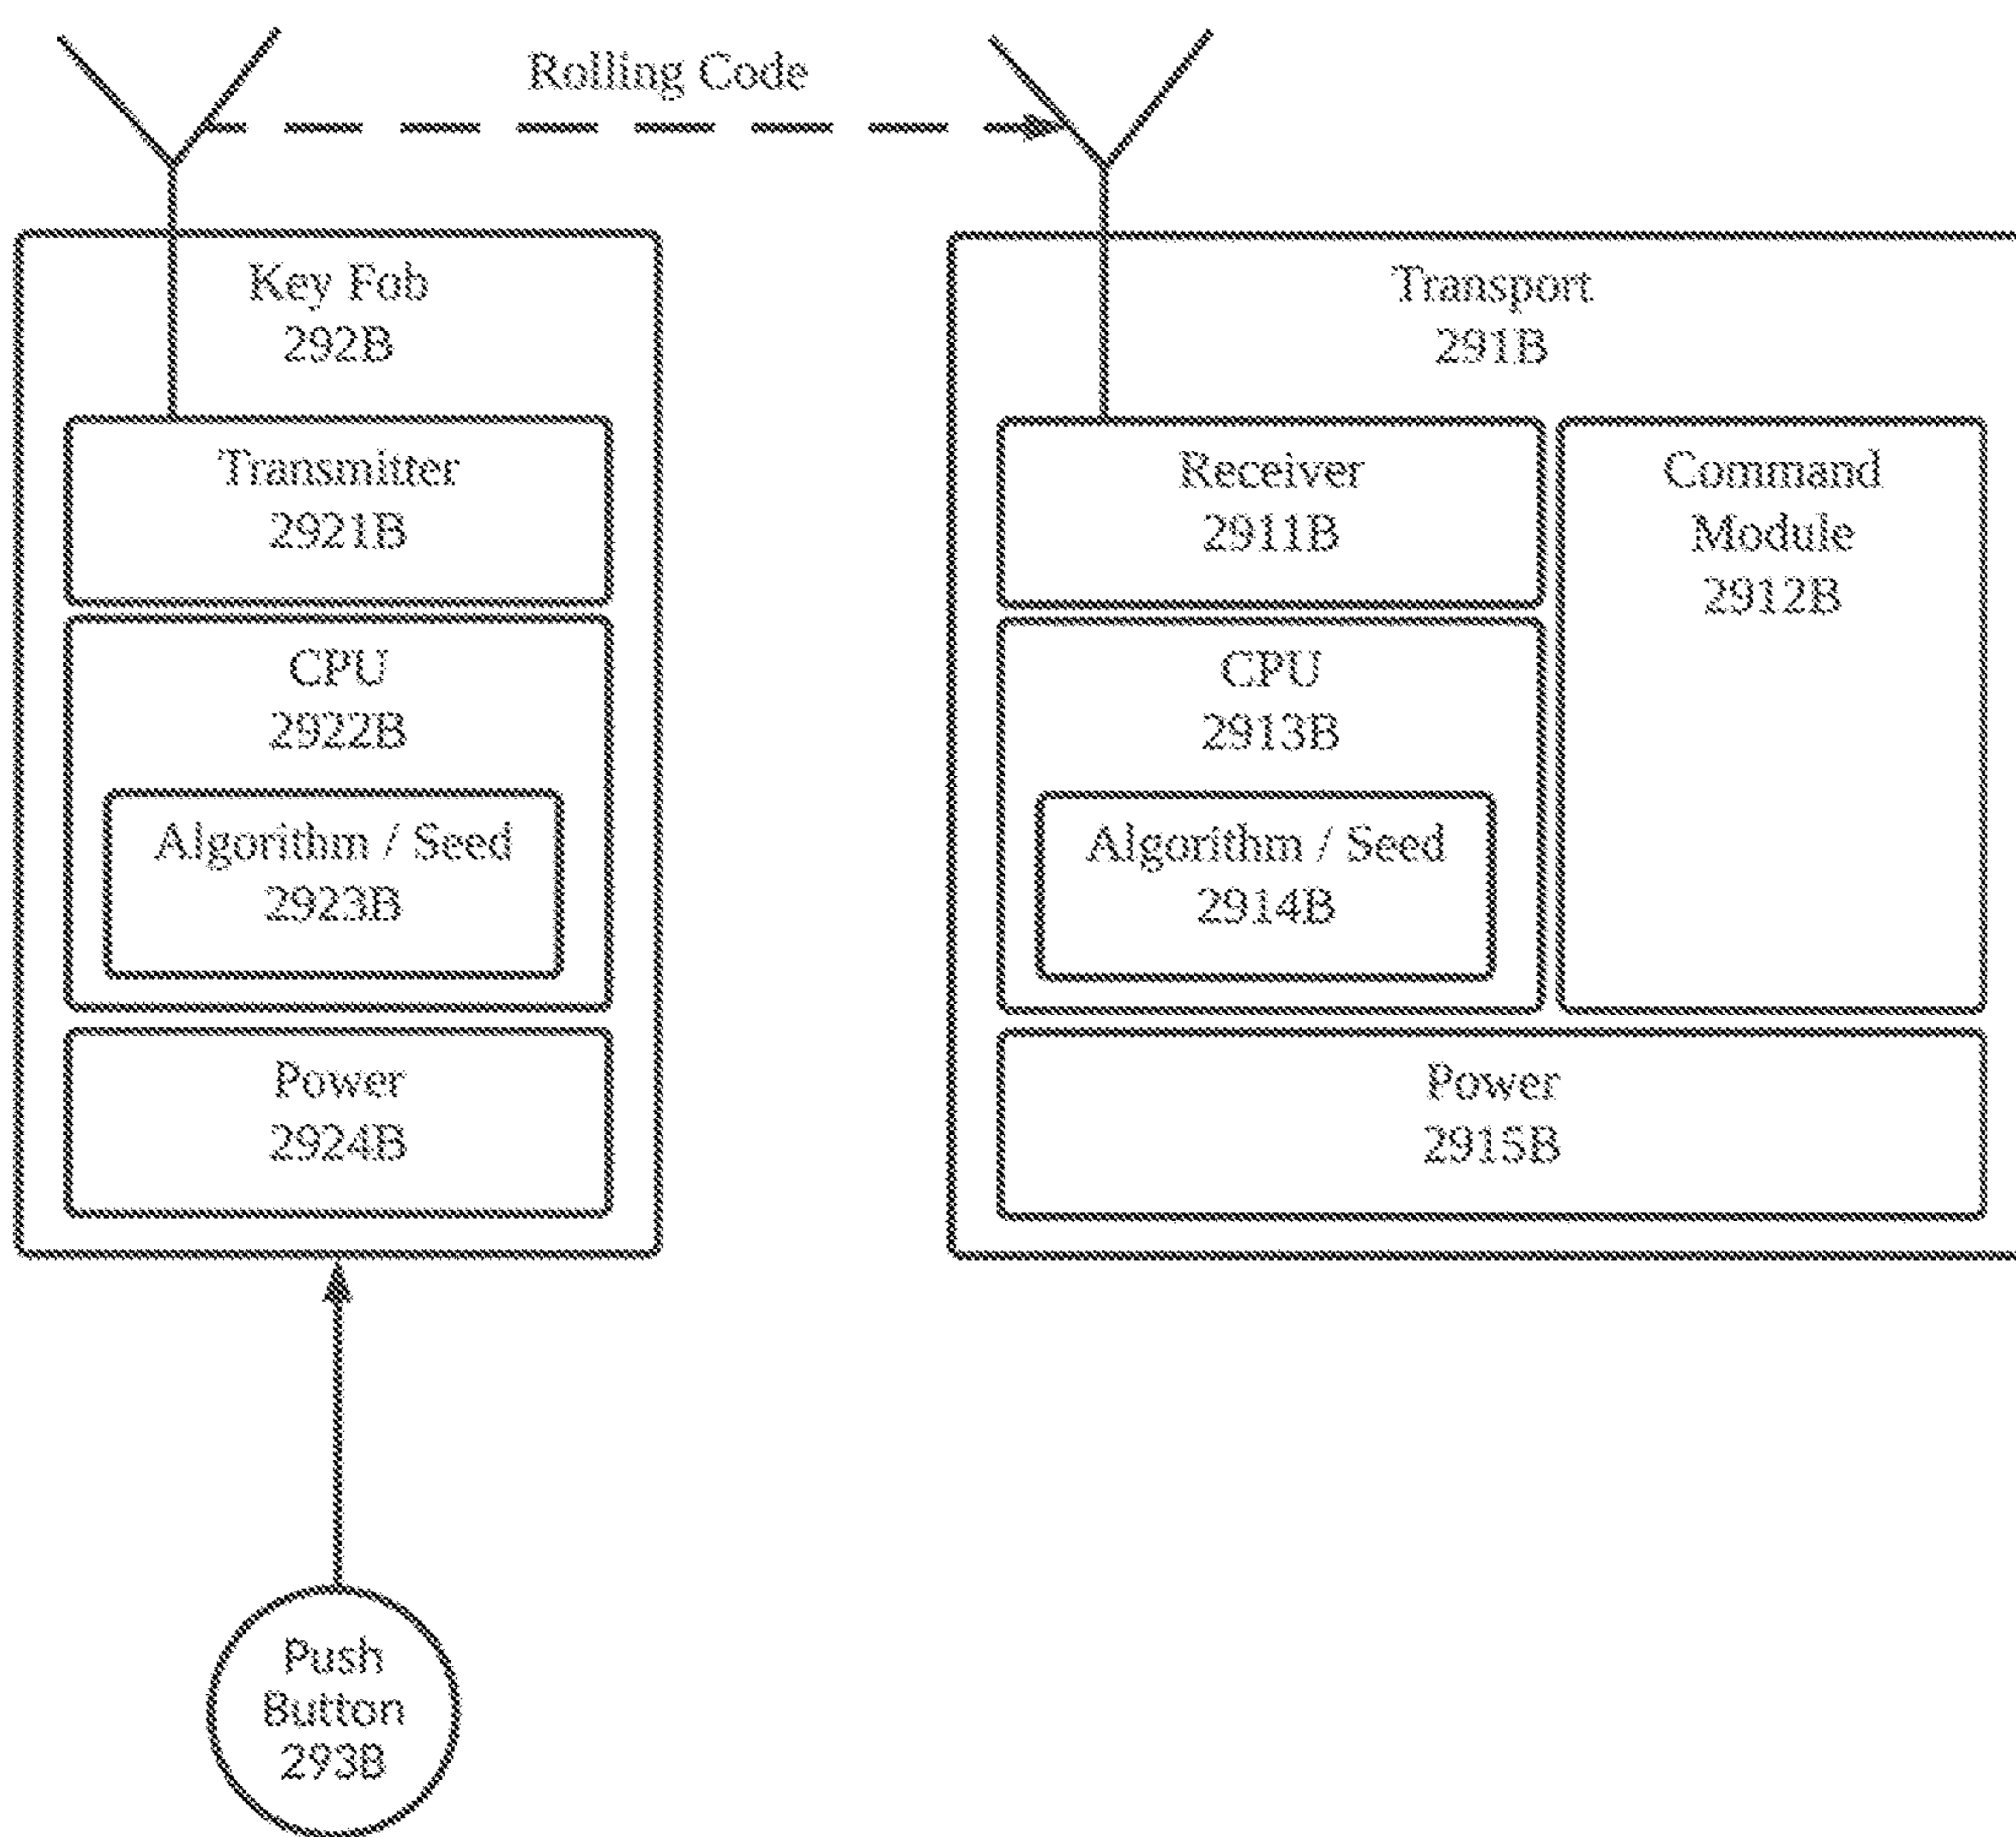 Rolling Code
Key Fob
292B
Transmitter
2921B
CPU
2922B
Algorithm / Seed
2923B
Power
2924B
Push
Button
293B
Transport
291B
Receiver
2911B
Command
Module
2912B
CPU
2913B
Algorithm / Seed
2914B
Power
2915B